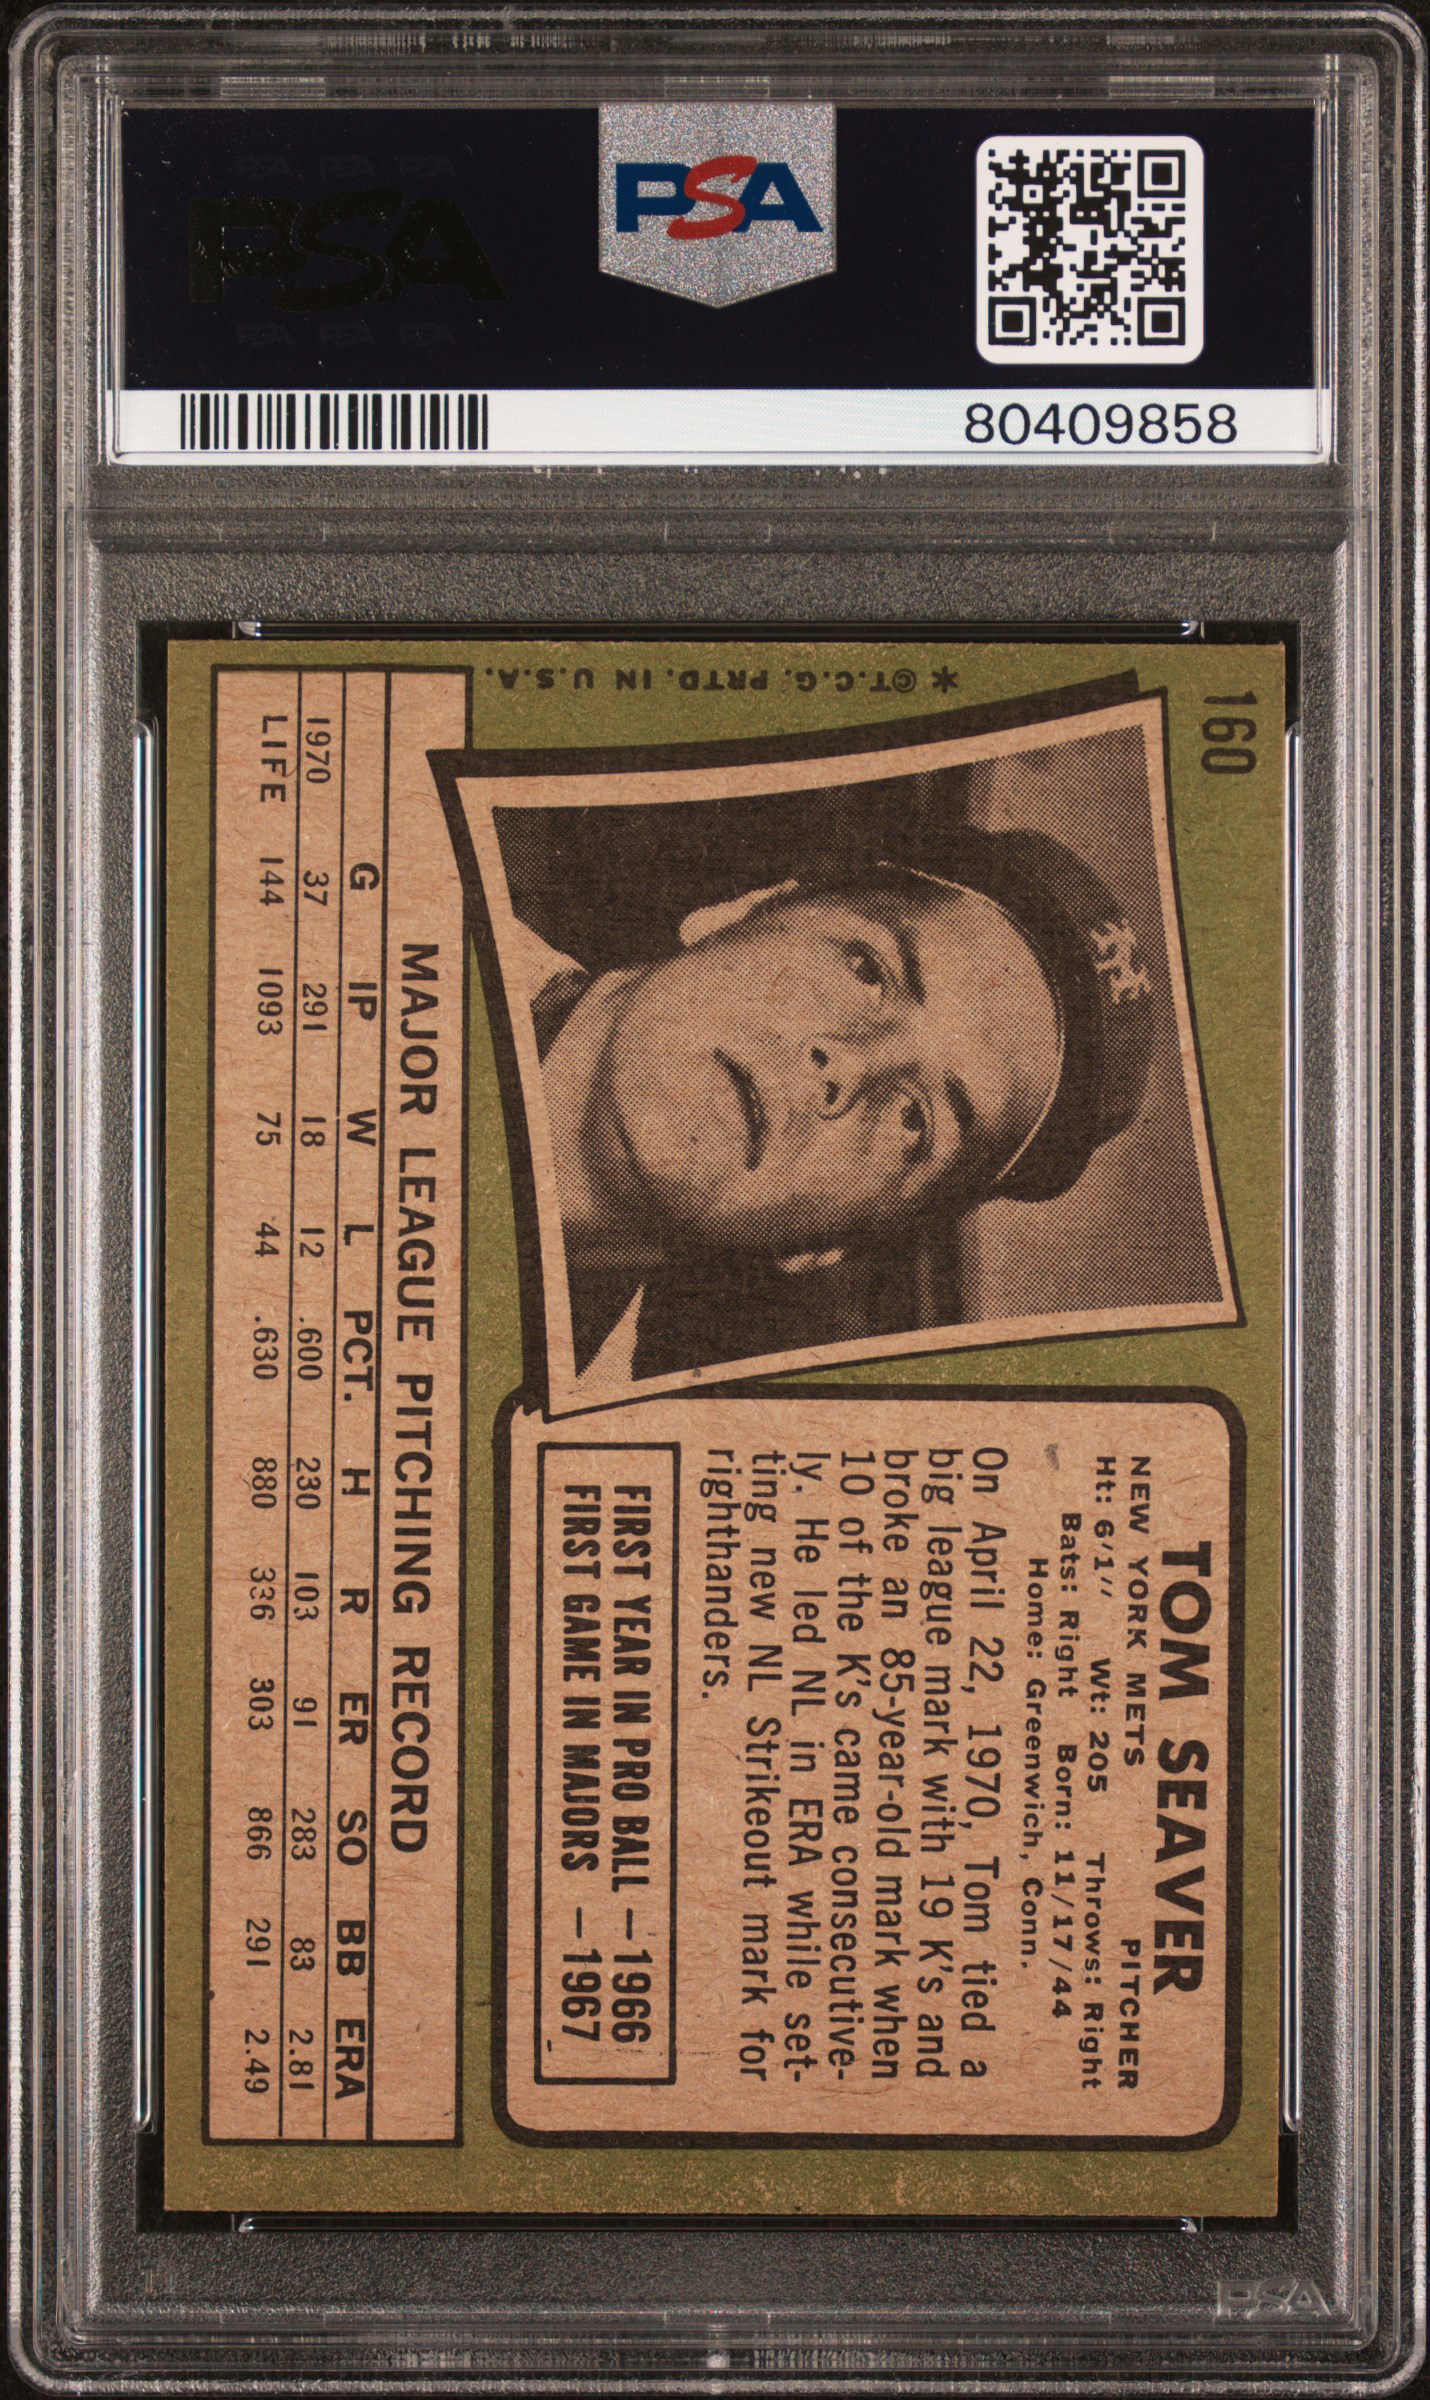 PSA
80409858
160
* ©T.C.G. PRTD. IN U.S.A.
TOM SEAVER
NEW YORK METS PITCHER
Ht: 6'1" Wt: 205 Throws: Right
Bats: Right Born: 11/17/44
Home: Greenwich, Conn.
On April 22, 1970, Tom tied a
big league mark with 19 K's and
broke an 85-year-old mark when
10 of the K's came consecutive-
ly. He led NL in ERA while set-
ting new NL Strikeout mark for
righthanders.
FIRST YEAR IN PRO BALL — 1966
FIRST GAME IN MAJORS — 1967
MAJOR LEAGUE PITCHING RECORD
G IP W L PCT. H R ER SO BB ERA
1970 37 291 18 12 .600 230 103 91 283 83 2.81
LIFE 144 1093 75 44 .630 880 336 303 866 291 2.49
PSA PSA PSA
PSA
PSA PSA PSA
PSA